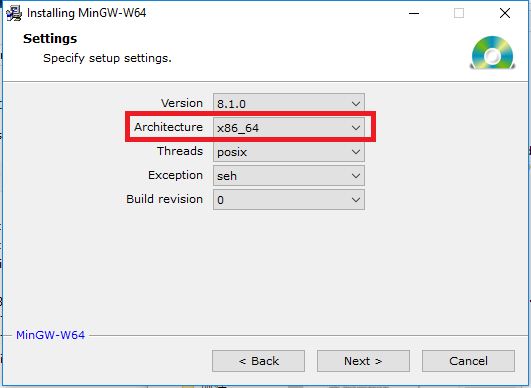 Installing MinGW-W64
Settings
Specify setup settings.
Version 8.1.0
Architecture x86_64
Threads posix
Exception seh
Build revision 0
MinGW-W64
< Back Next > Cancel